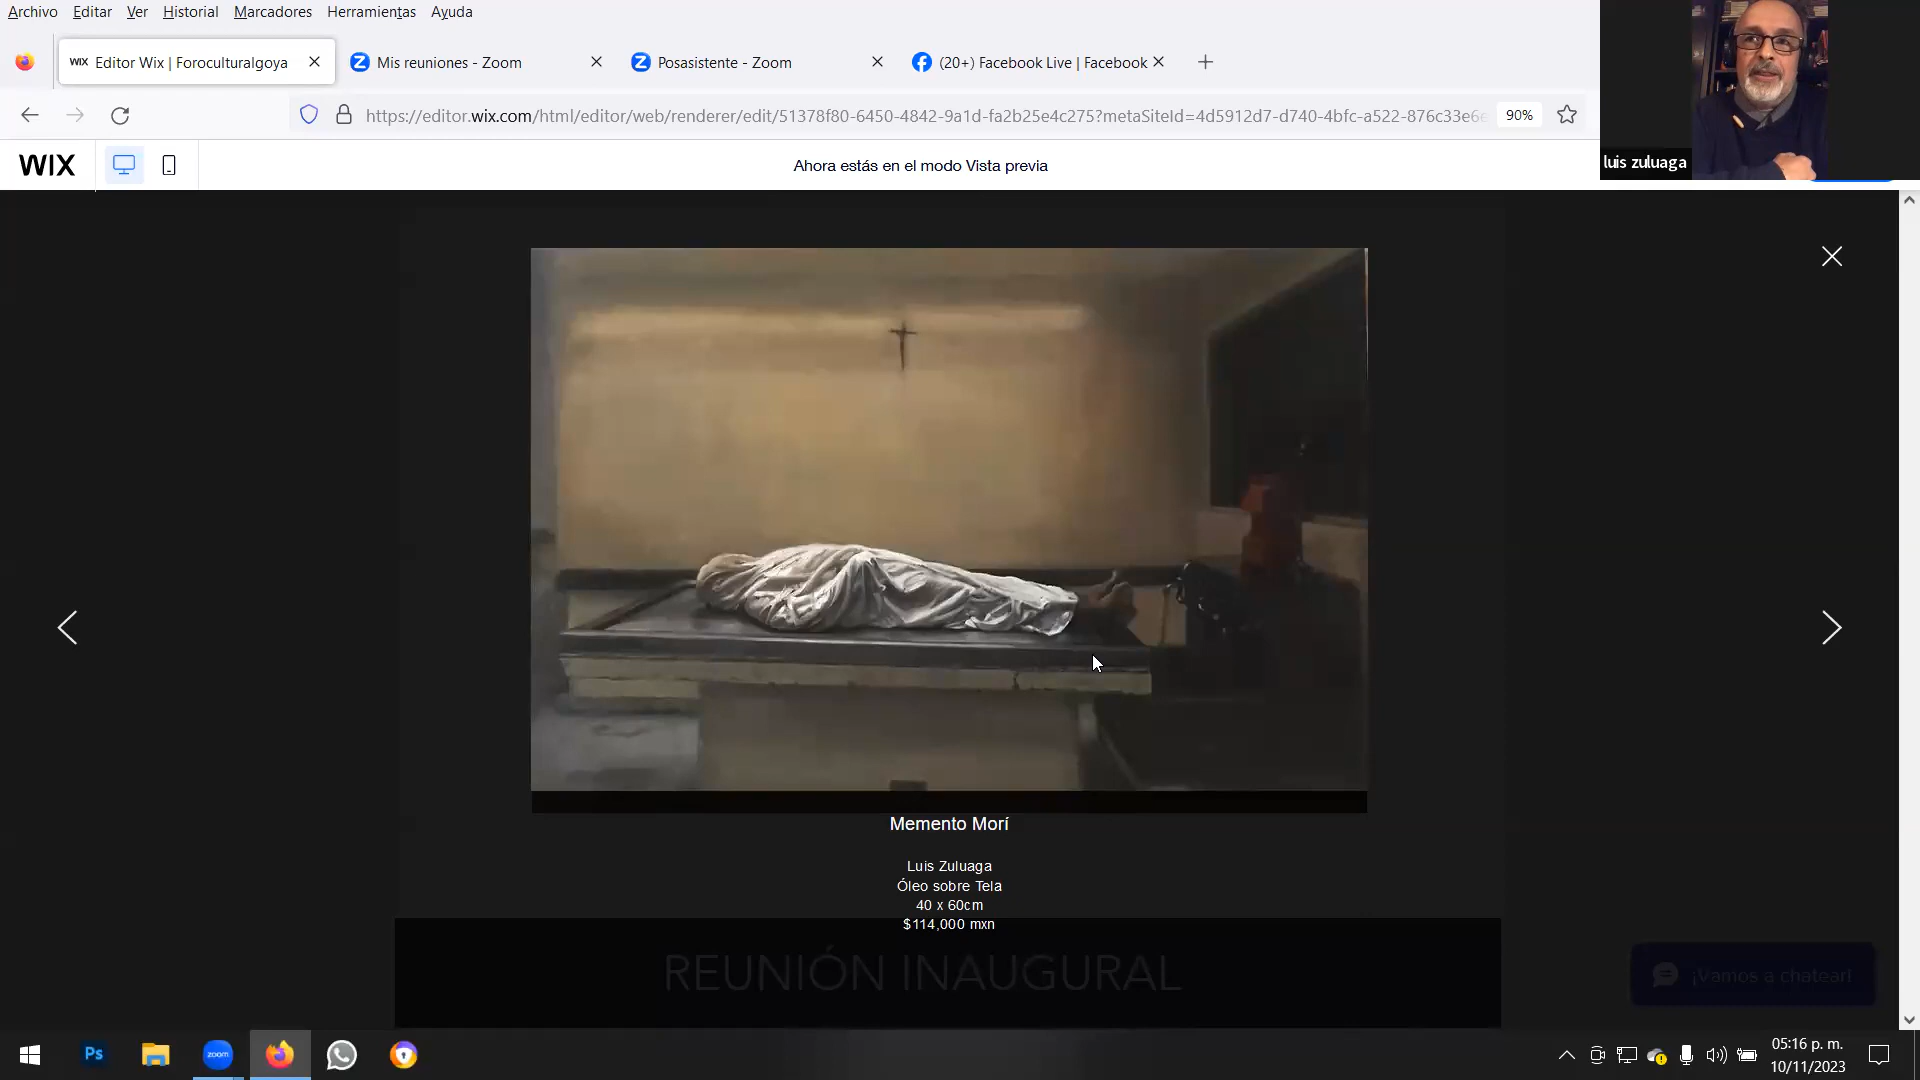 Archivo Editar Ver Historial Marcadores Herramientas Ayuda
WIX Editor Wix | Foroculturalgoya
Mis reuniones - Zoom
Posasistente - Zoom
(20+) Facebook Live | Facebook
https://editor.wix.com/html/editor/web/renderer/edit/51378f80-6450-4842-9a1d-fa2b25e4c275?metaSiteId=4d5912d7-d740-4bfc-a522-876c33e6
90%
luis zuluaga
WIX
Ahora estás en el modo Vista previa
Memento Morí
Luis Zuluaga
Óleo sobre Tela
40 x 60cm
$114,000 mxn
REUNIÓN INAUGURAL
¡Vamos a chatear!
Ps
zoom
05:16 p. m.
10/11/2023